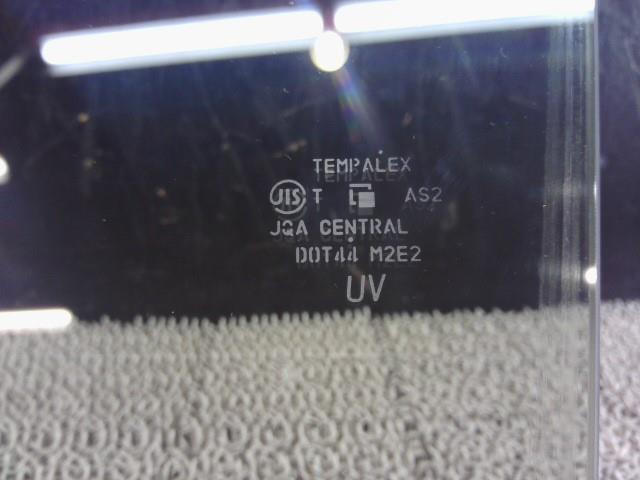 TEMPALEX
JIS T AS2
JQA CENTRAL
DOT44 M2E2
UV